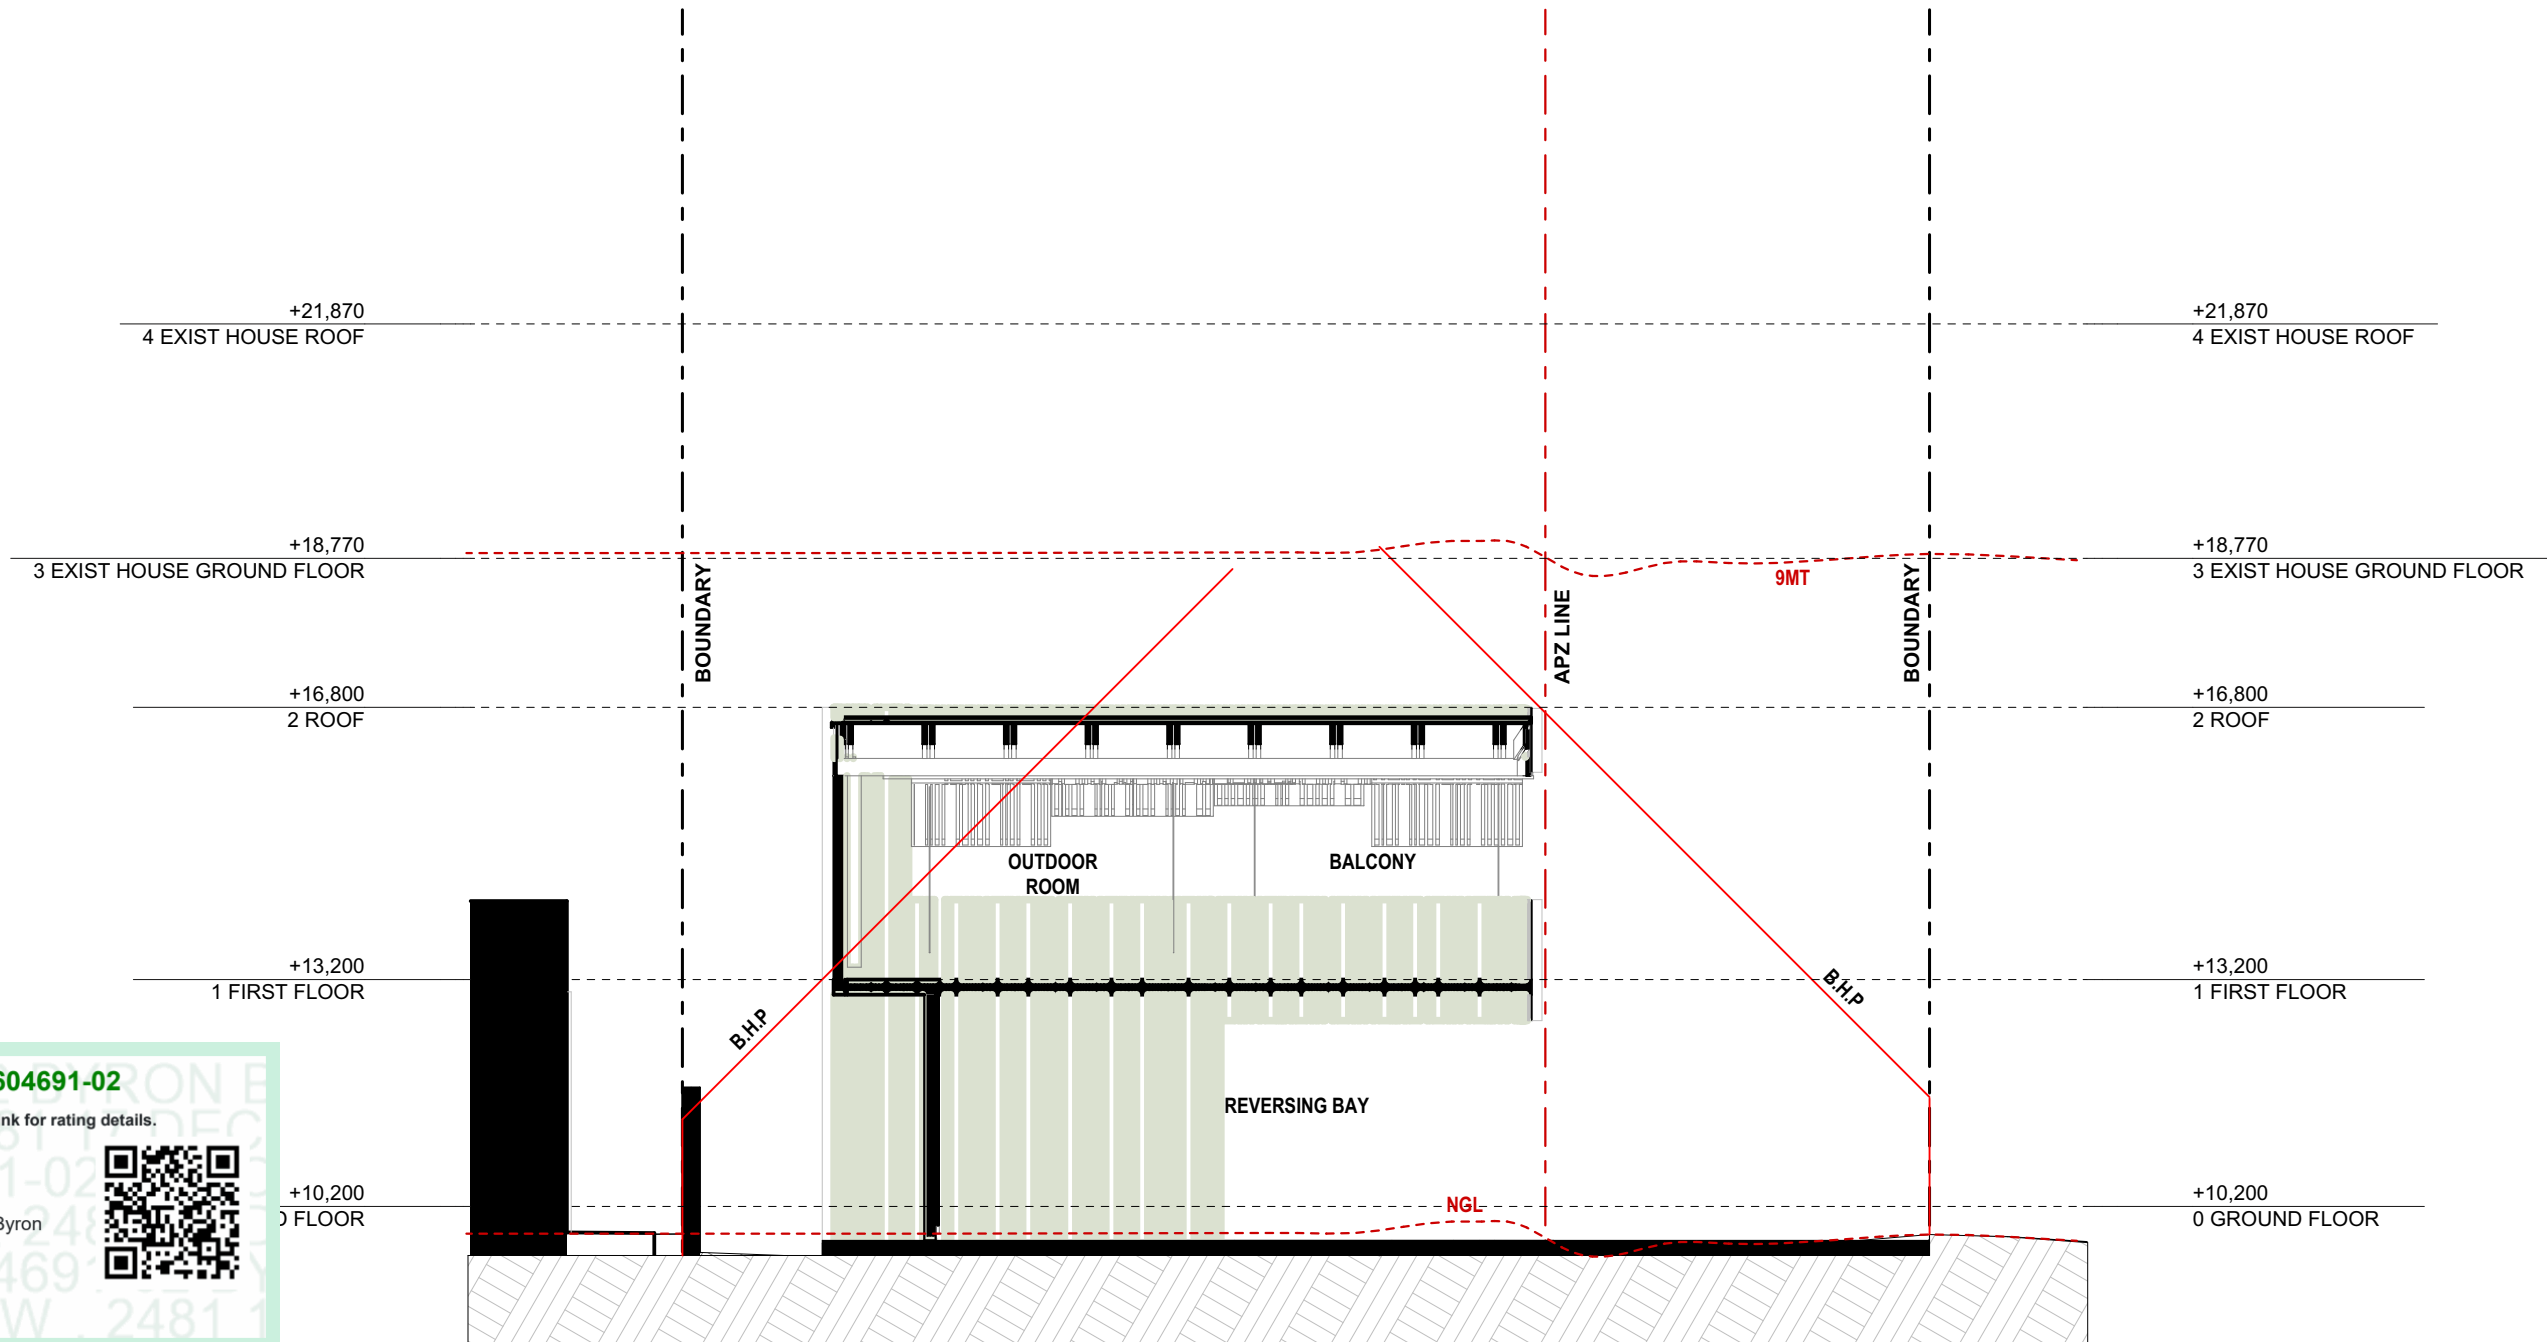 +21,870
4 EXIST HOUSE ROOF
+21,870
4 EXIST HOUSE ROOF
+18,770
3 EXIST HOUSE GROUND FLOOR
+18,770
3 EXIST HOUSE GROUND FLOOR
9MT
BOUNDARY
APZ LINE
BOUNDARY
+16,800
2 ROOF
+16,800
2 ROOF
OUTDOOR
ROOM
BALCONY
+13,200
1 FIRST FLOOR
+13,200
1 FIRST FLOOR
B.H.P
B.H.P
REVERSING BAY
604691-02
nk for rating details.
Byron
+10,200
FLOOR
NGL
+10,200
0 GROUND FLOOR